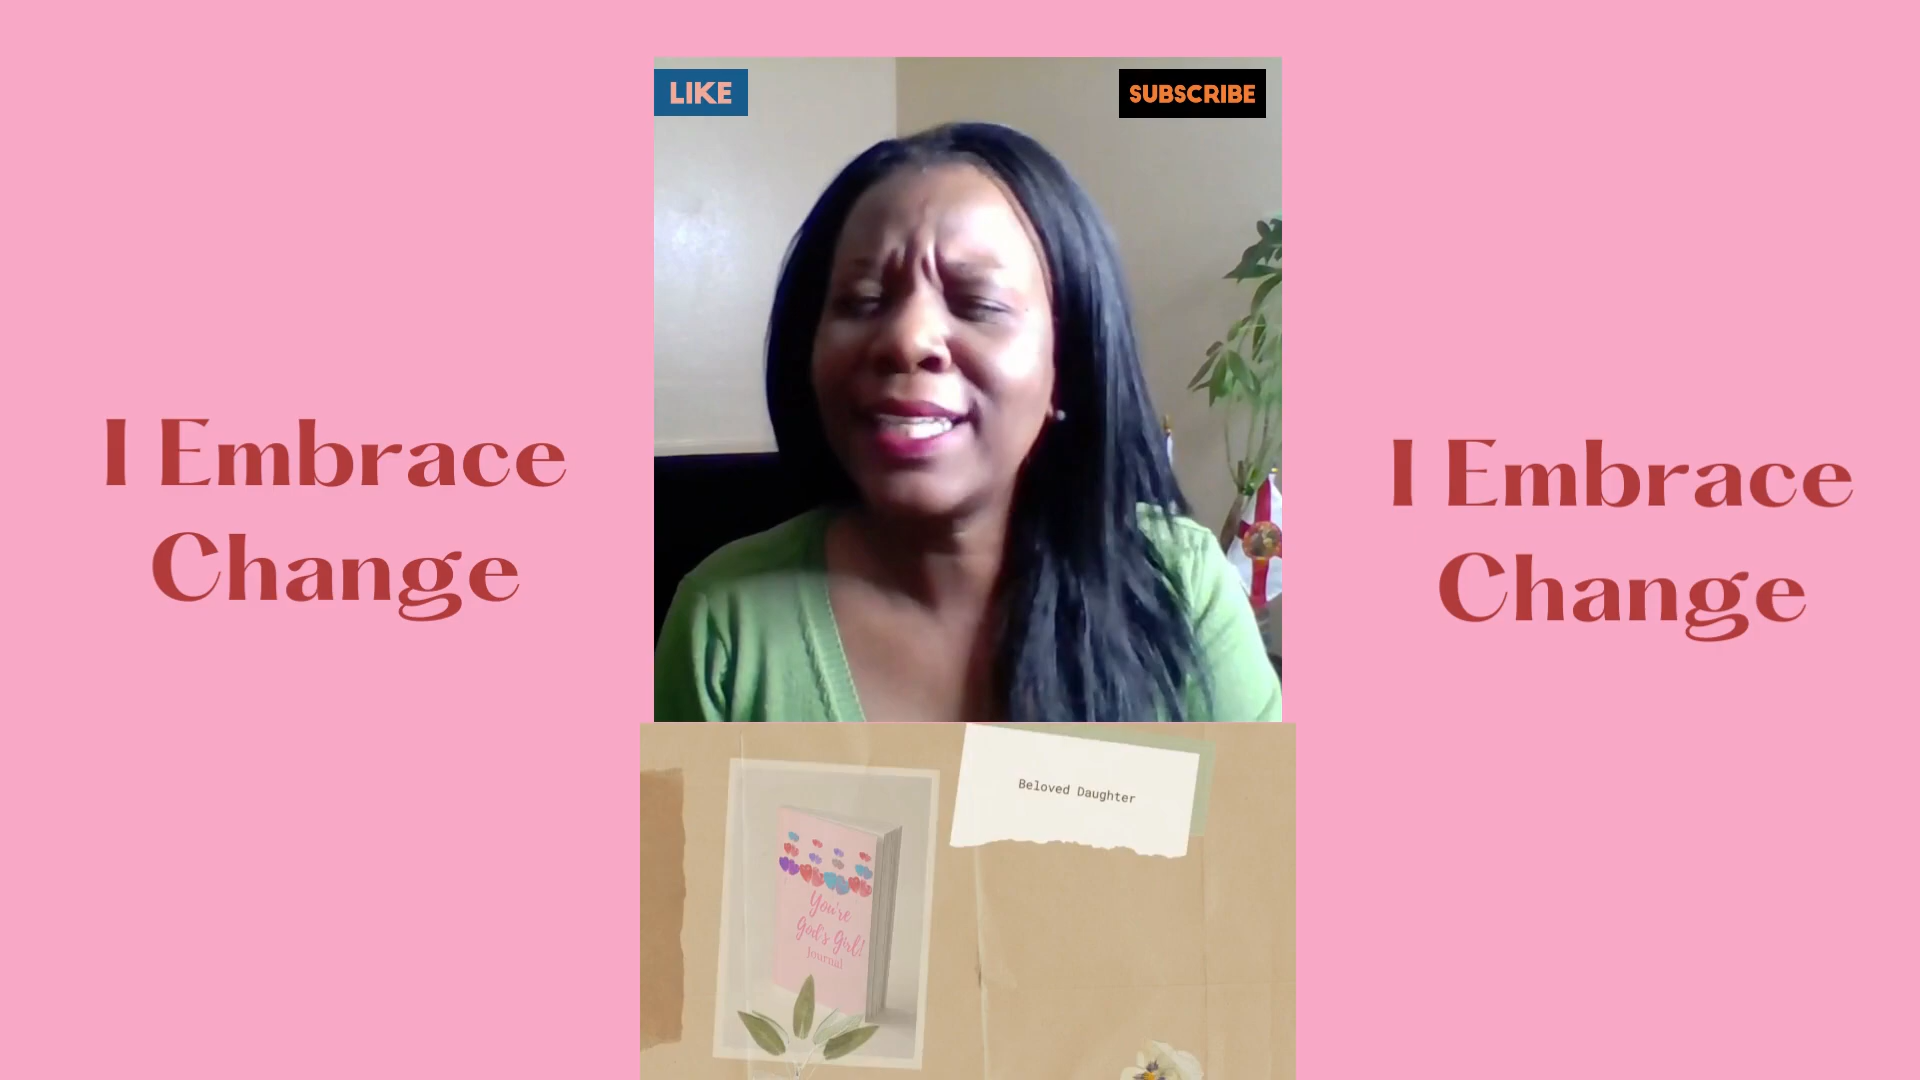 LIKE
SUBSCRIBE
I Embrace
Change
I Embrace
Change
Beloved Daughter
You're
God's Girl!
Journal